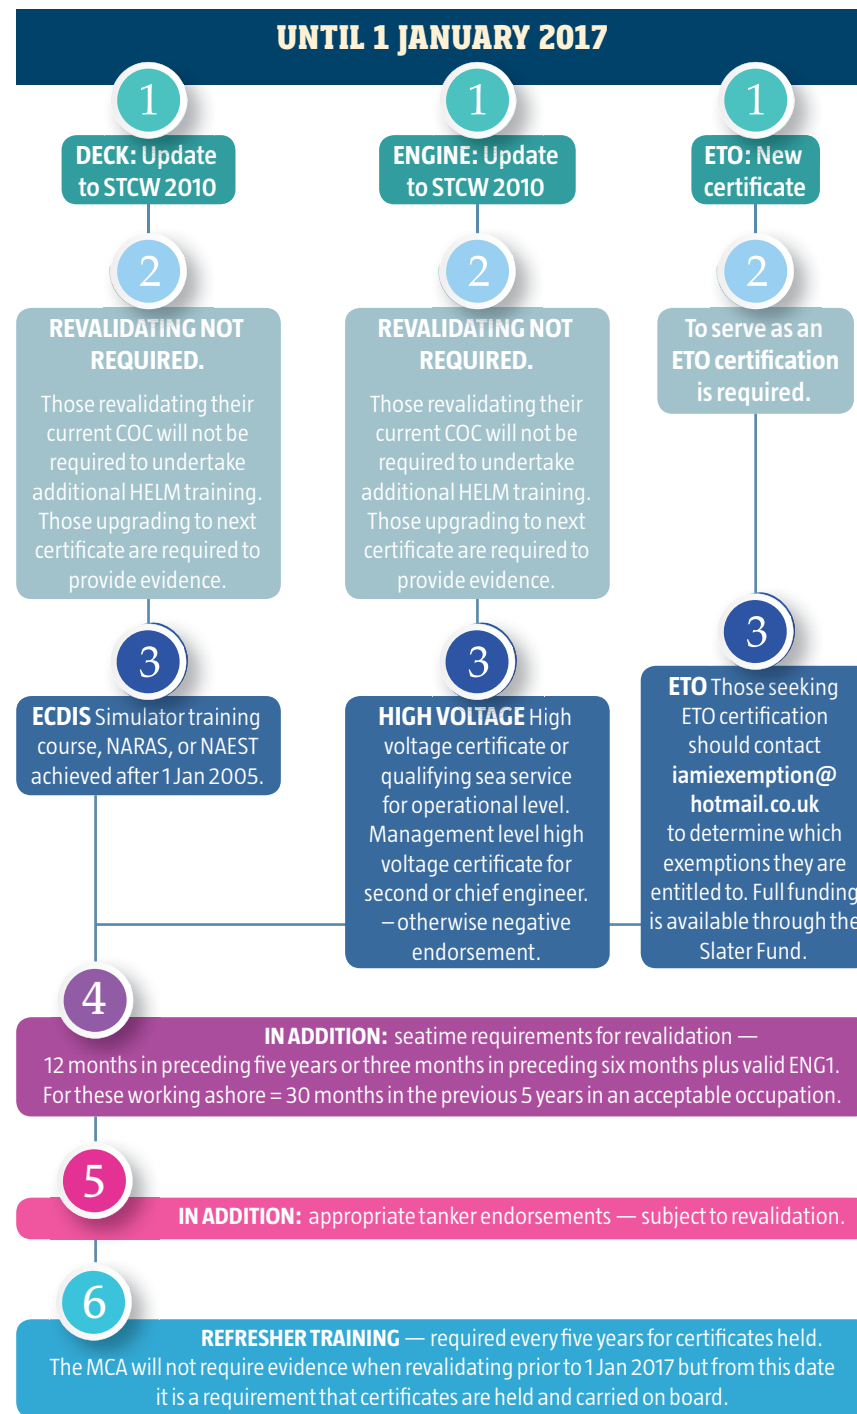 UNTIL 1 JANUARY 2017
1
DECK: Update
to STCW 2010
2
REVALIDATING NOT
REQUIRED.
Those revalidating their
current COC will not be
required to undertake
additional HELM training.
Those upgrading to next
certificate are required to
provide evidence.
3
ECDIS Simulator training
course, NARAS, or NAEST
achieved after 1 Jan 2005.
1
ENGINE: Update
to STCW 2010
2
REVALIDATING NOT
REQUIRED.
Those revalidating their
current COC will not be
required to undertake
additional HELM training.
Those upgrading to next
certificate are required to
provide evidence.
3
HIGH VOLTAGE High
voltage certificate or
qualifying sea service
for operational level.
Management level high
voltage certificate for
second or chief engineer.
– otherwise negative
endorsement.
1
ETO: New
certificate
2
To serve as an
ETO certification
is required.
3
ETO Those seeking
ETO certification
should contact
iamiexemption@
hotmail.co.uk
to determine which
exemptions they are
entitled to. Full funding
is available through the
Slater Fund.
4
IN ADDITION: seatime requirements for revalidation —
12 months in preceding five years or three months in preceding six months plus valid ENG1.
For these working ashore = 30 months in the previous 5 years in an acceptable occupation.
5
IN ADDITION: appropriate tanker endorsements — subject to revalidation.
6
REFRESHER TRAINING — required every five years for certificates held.
The MCA will not require evidence when revalidating prior to 1 Jan 2017 but from this date
it is a requirement that certificates are held and carried on board.